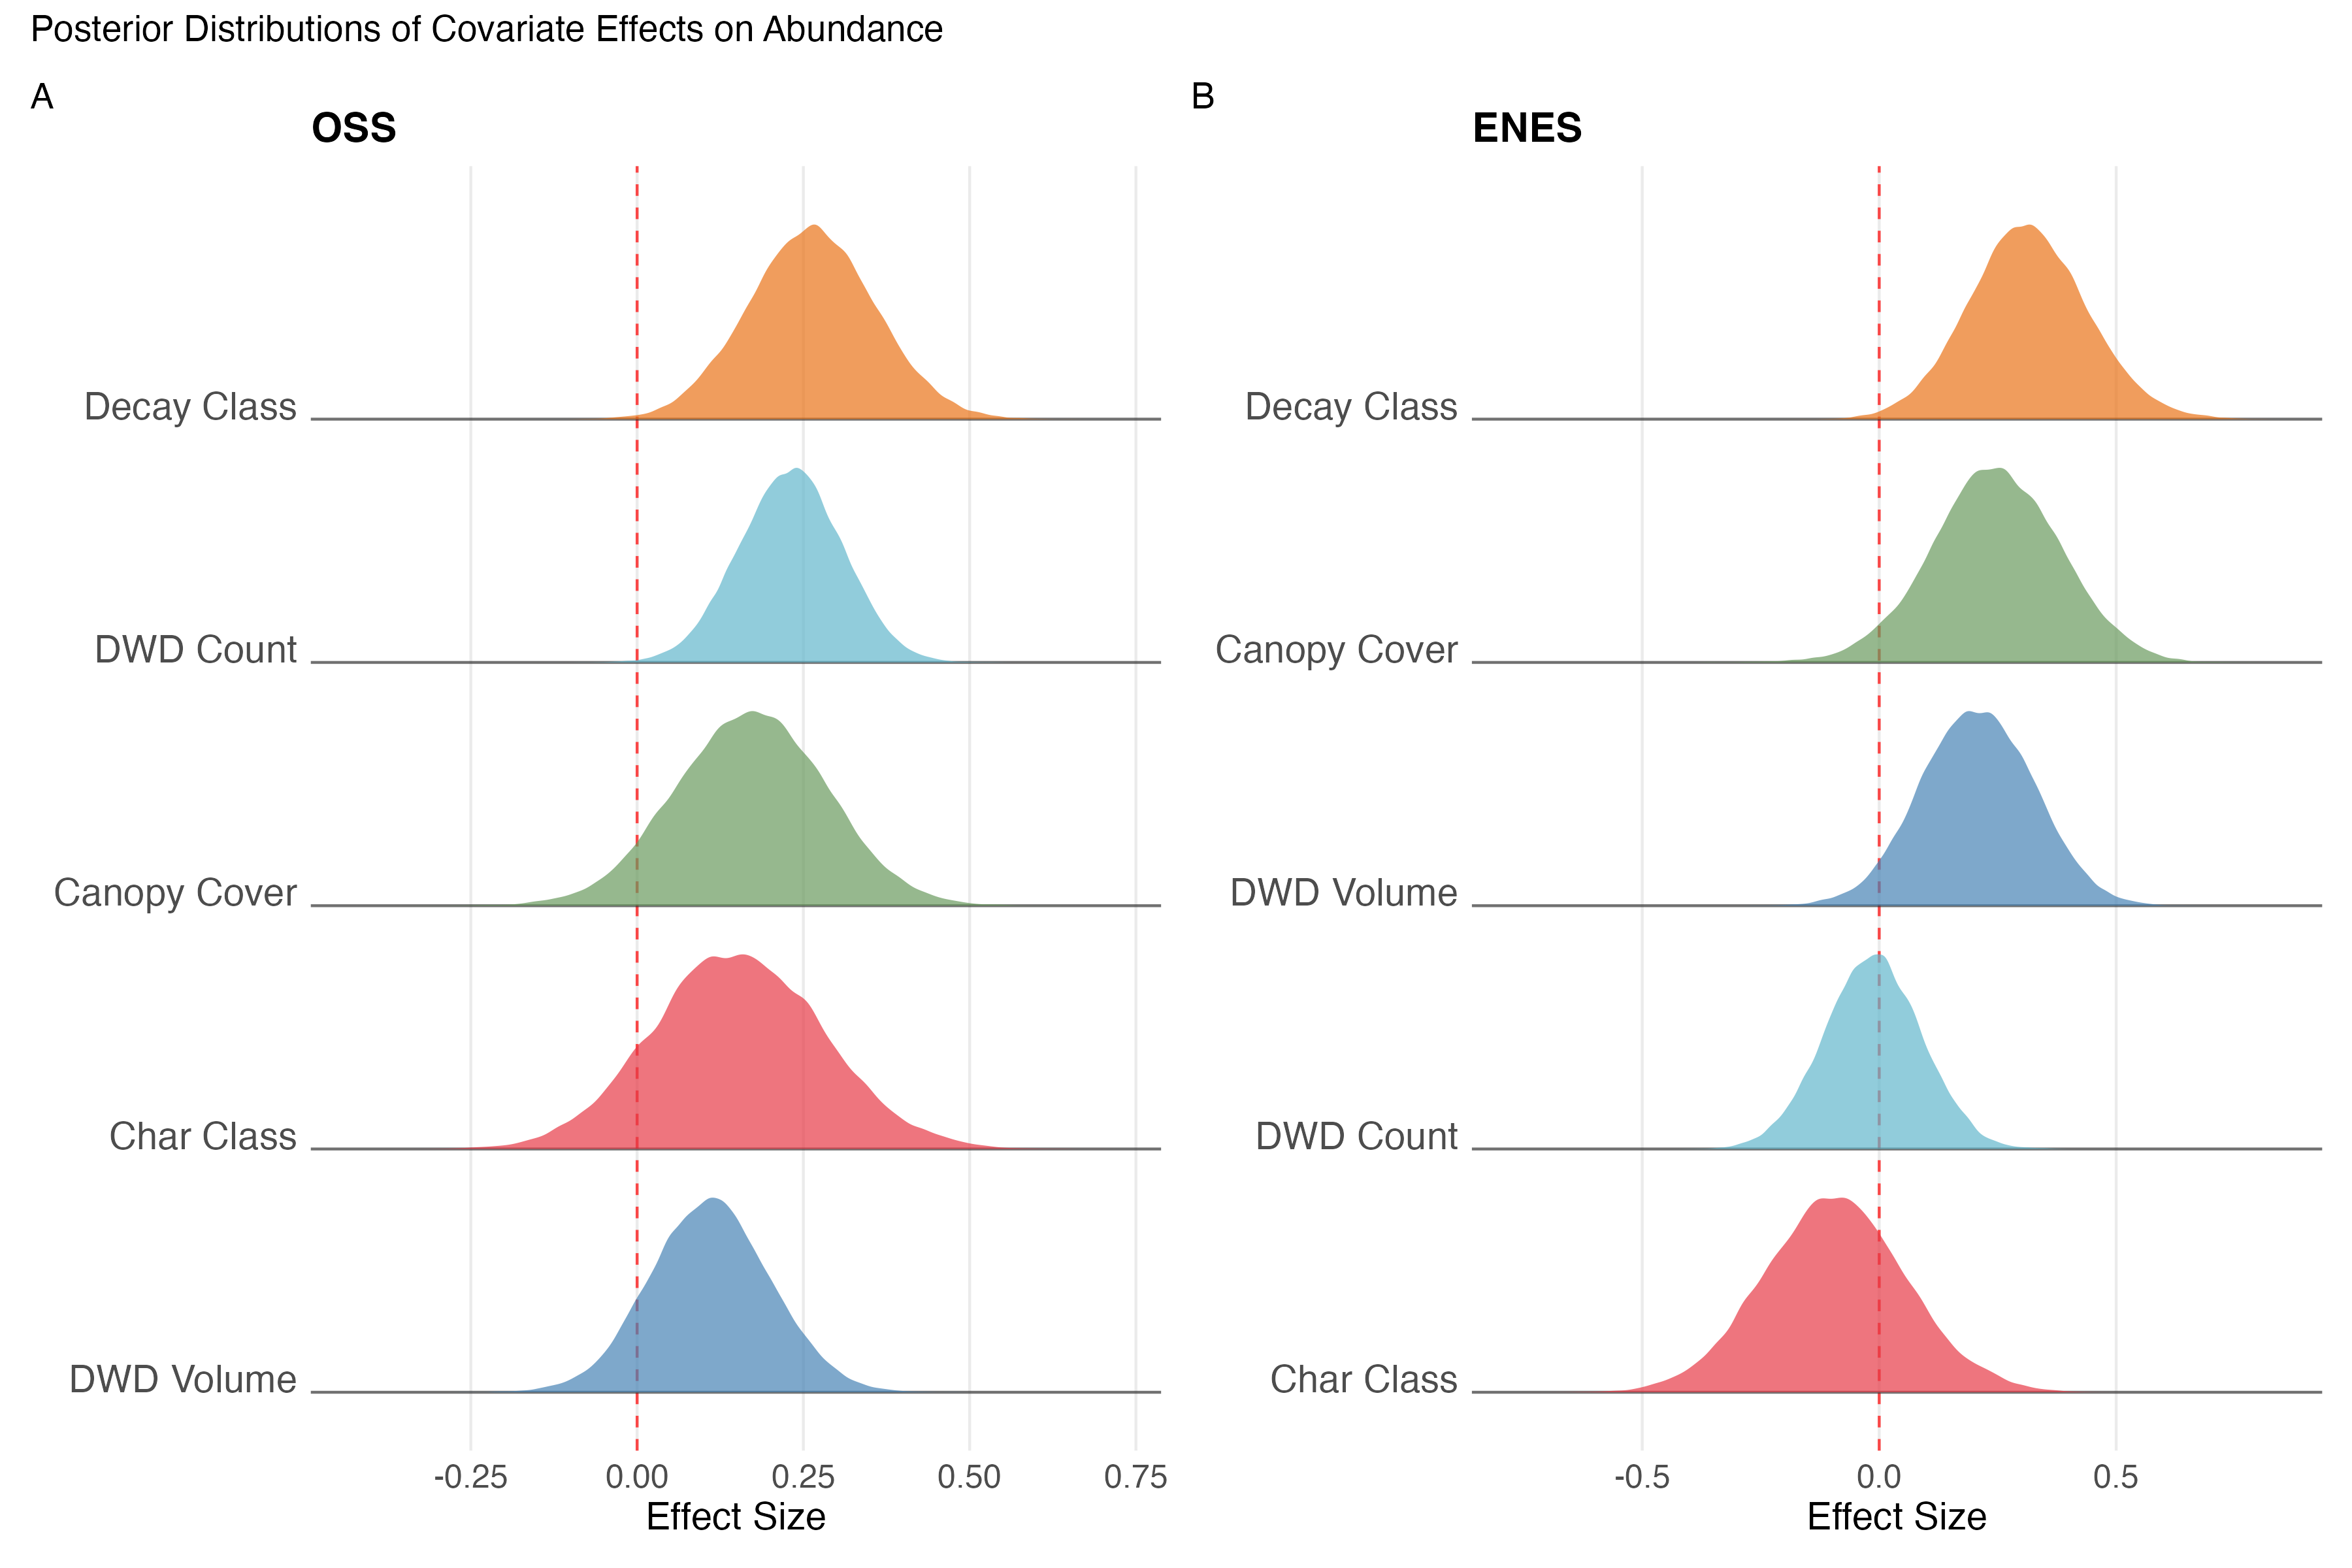 Posterior Distributions of Covariate Effects on Abundance
A
OSS
Decay Class
DWD Count
Canopy Cover
Char Class
DWD Volume
-0.25 0.00 0.25 0.50 0.75
Effect Size
B
ENES
Decay Class
Canopy Cover
DWD Volume
DWD Count
Char Class
-0.5 0.0 0.5
Effect Size